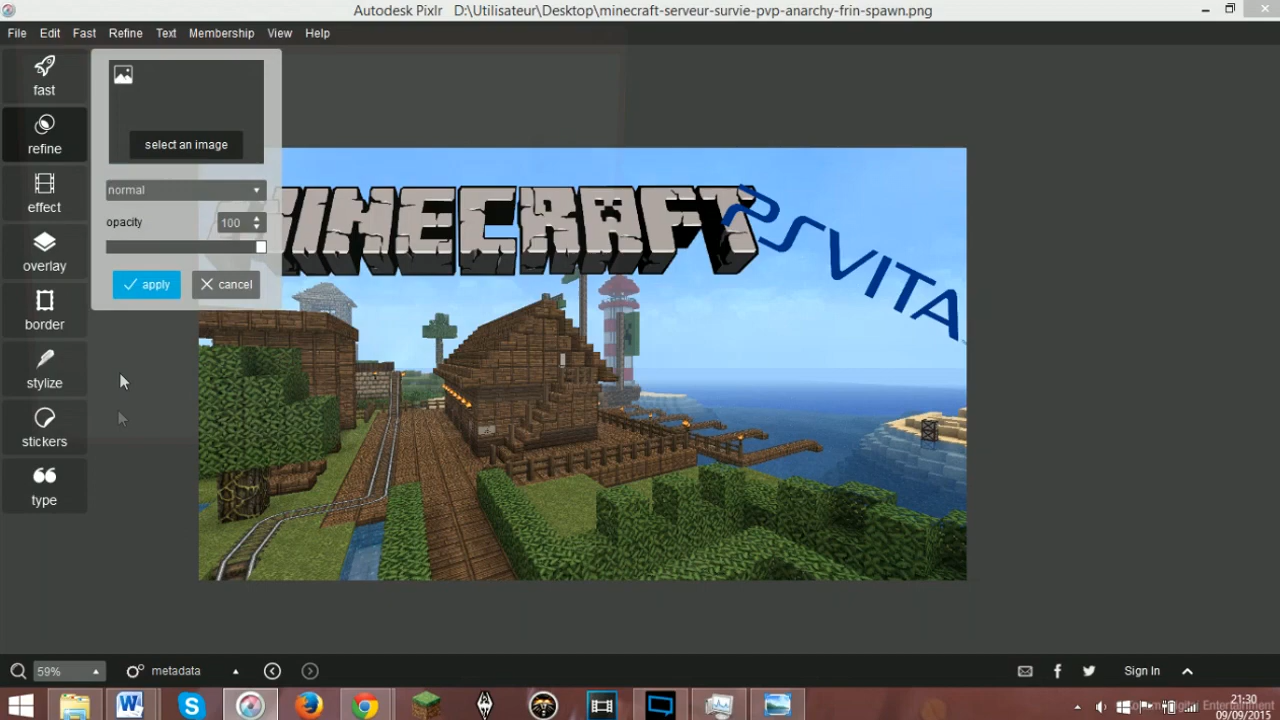 Autodesk Pixlr D:\Utilisateur\Desktop\minecraft-serveur-survie-pvp-anarchy-frin-spawn.png
File Edit Fast Refine Text Membership View Help
fast
refine
effect
overlay
border
stylize
stickers
type
select an image
normal
opacity 100
apply cancel
MINECRAFT
PSVITA
59% metadata Sign In
21:30
09/09/2015
Entertainment